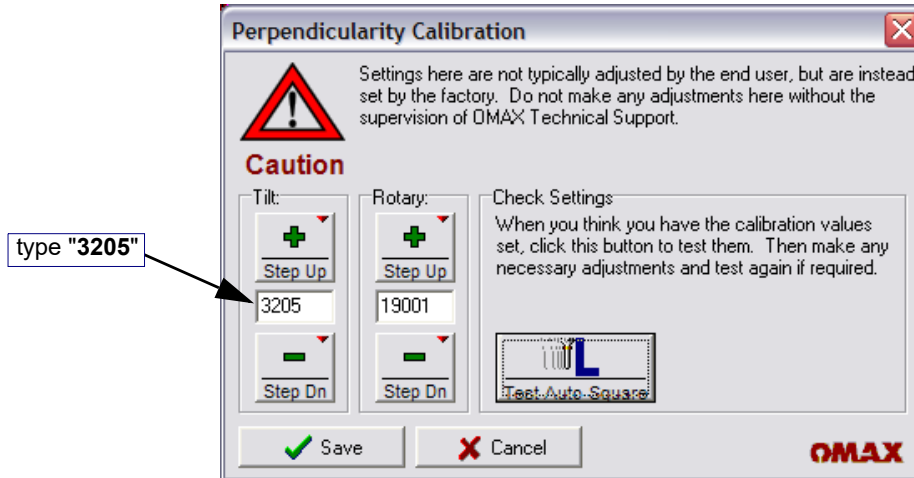 Perpendicularity Calibration
Settings here are not typically adjusted by the end user, but are instead
set by the factory. Do not make any adjustments here without the
supervision of OMAX Technical Support.
Caution
Tilt:
Rotary:
Check Settings
Step Up
Step Up
When you think you have the calibration values
set, click this button to test them. Then make any
necessary adjustments and test again if required.
type "3205"
3205
19001
Step Dn
Step Dn
Test Auto Square
Save
Cancel
OMAX